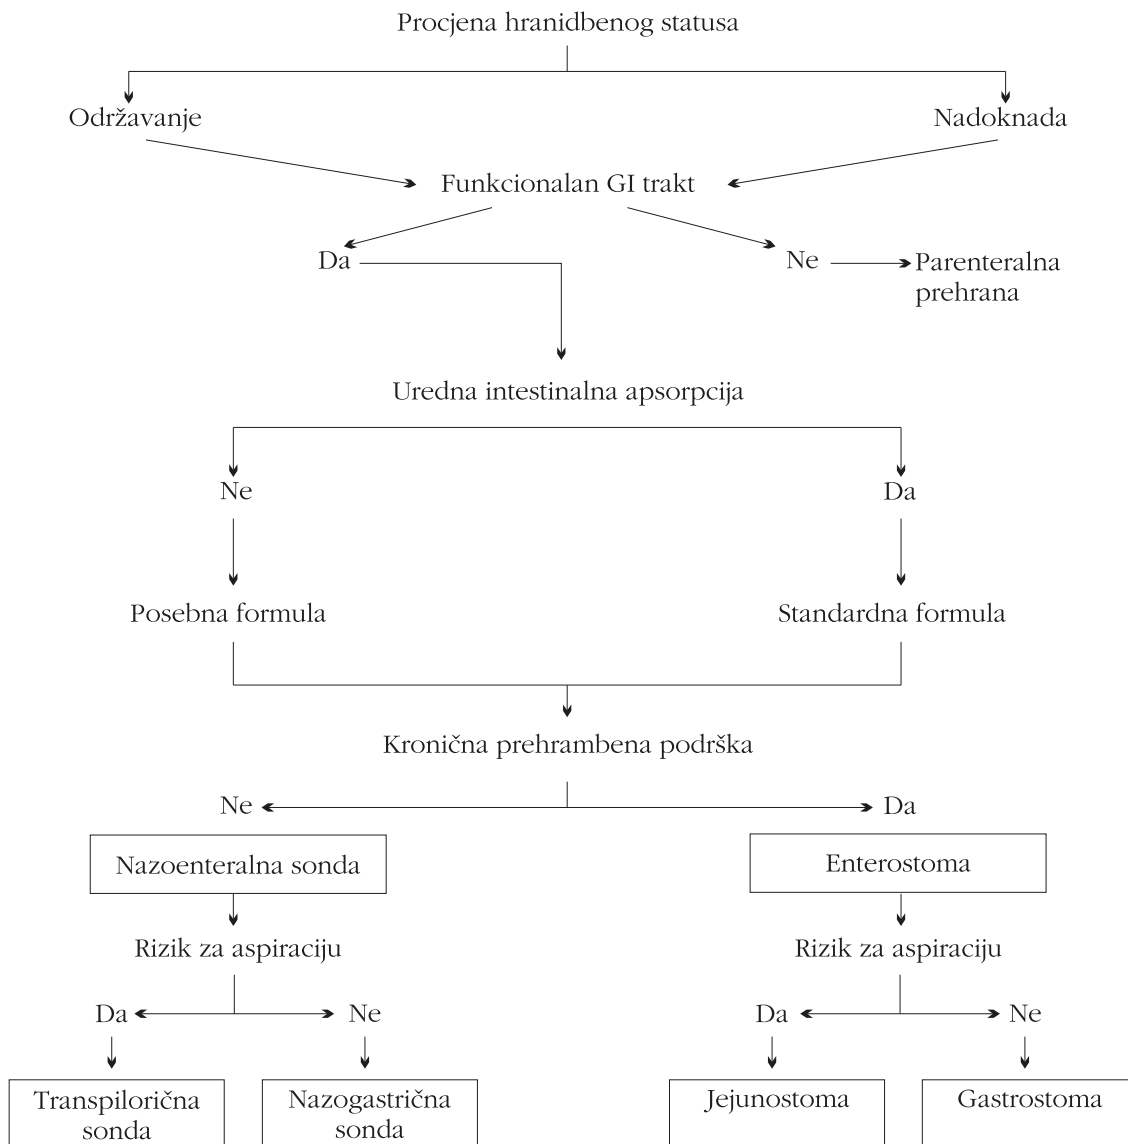 Procjena hranidbenog statusa
Održavanje
Nadoknada
Funkcionalan GI trakt
Da
Ne
Parenteralna
prehrana
Uredna intestinalna apsorpcija
Ne
Da
Posebna formula
Standardna formula
Kronična prehrambena podrška
Ne
Da
Nazoenteralna sonda
Enterostoma
Rizik za aspiraciju
Rizik za aspiraciju
Da
Ne
Da
Ne
Transpilorična
sonda
Nazogastrična
sonda
Jejunostoma
Gastrostoma